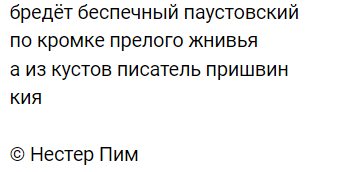 бредёт беспечный паустовский
по кромке прелого жнивья
а из кустов писатель пришвин
кия

© Нестер Пим